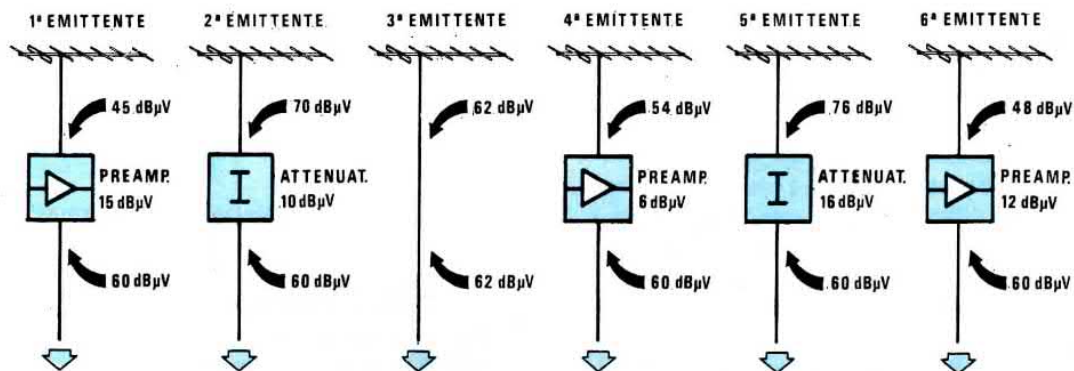 1ª EMITTENTE
2ª EMITTENTE
3ª EMITTENTE
4ª EMITTENTE
5ª EMITTENTE
6ª EMITTENTE
45 dBµV
70 dBµV
62 dBµV
54 dBµV
76 dBµV
48 dBµV
PREAMP.
15 dBµV
ATTENUAT.
10 dBµV
PREAMP.
6 dBµV
ATTENUAT.
16 dBµV
PREAMP.
12 dBµV
60 dBµV
60 dBµV
62 dBµV
60 dBµV
60 dBµV
60 dBµV